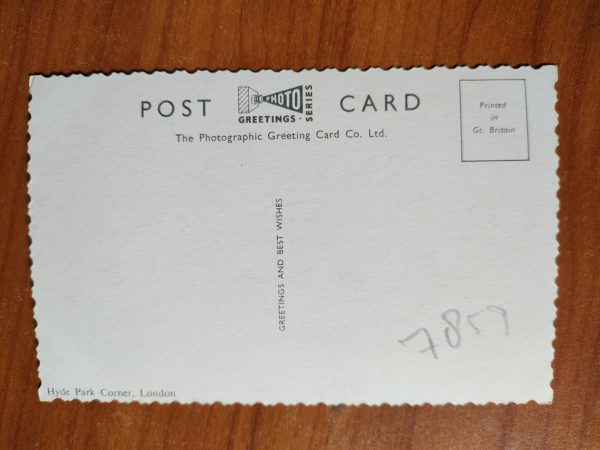 POST CARD
PHOTO
GREETINGS · SERIES
The Photographic Greeting Card Co. Ltd.
Printed
in
Gt. Britain
GREETINGS AND BEST WISHES
7859
Hyde Park Corner, London